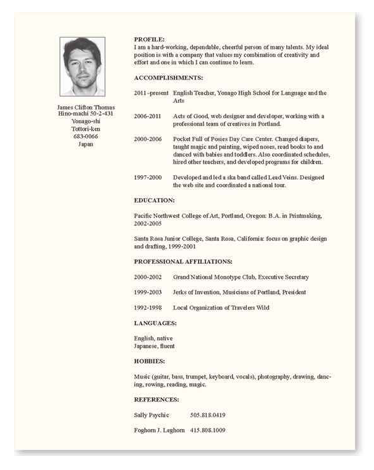 James Clifton Thomas
Hino-machi 50-2-431
Yonago-shi
Tottori-ken
683-0066
Japan
PROFILE:
I am a hard-working, dependable, cheerful person of many talents. My ideal
position is with a company that values my combination of creativity and
effort and one in which I can continue to learn.
ACCOMPLISHMENTS:
2011-present English Teacher, Yonago High School for Language and the
Arts
2006-2011 Acts of Good, web designer and developer, working with a
professional team of creatives in Portland.
2000-2006 Pocket Full of Posies Day Care Center. Changed diapers,
taught magic and painting, wiped noses, read books to and
danced with babies and toddlers. Also coordinated schedules,
hired other teachers, and developed programs for children.
1997-2000 Developed and led a ska band called Lead Veins. Designed
the web site and coordinated a national tour.
EDUCATION:
Pacific Northwest College of Art, Portland, Oregon: B.A. in Printmaking,
2002-2005
Santa Rosa Junior College, Santa Rosa, California: focus on graphic design
and drafting, 1999-2001
PROFESSIONAL AFFILIATIONS:
2000-2002 Grand National Monotype Club, Executive Secretary
1999-2003 Jerks of Invention, Musicians of Portland, President
1992-1998 Local Organization of Travelers Wild
LANGUAGES:
English, native
Japanese, fluent
HOBBIES:
Music (guitar, bass, trumpet, keyboard, vocals), photography, drawing, danc-
ing, rowing, reading, magic.
REFERENCES:
Sally Psychic 505.818.0419
Foghorn J. Leghorn 415.808.1009